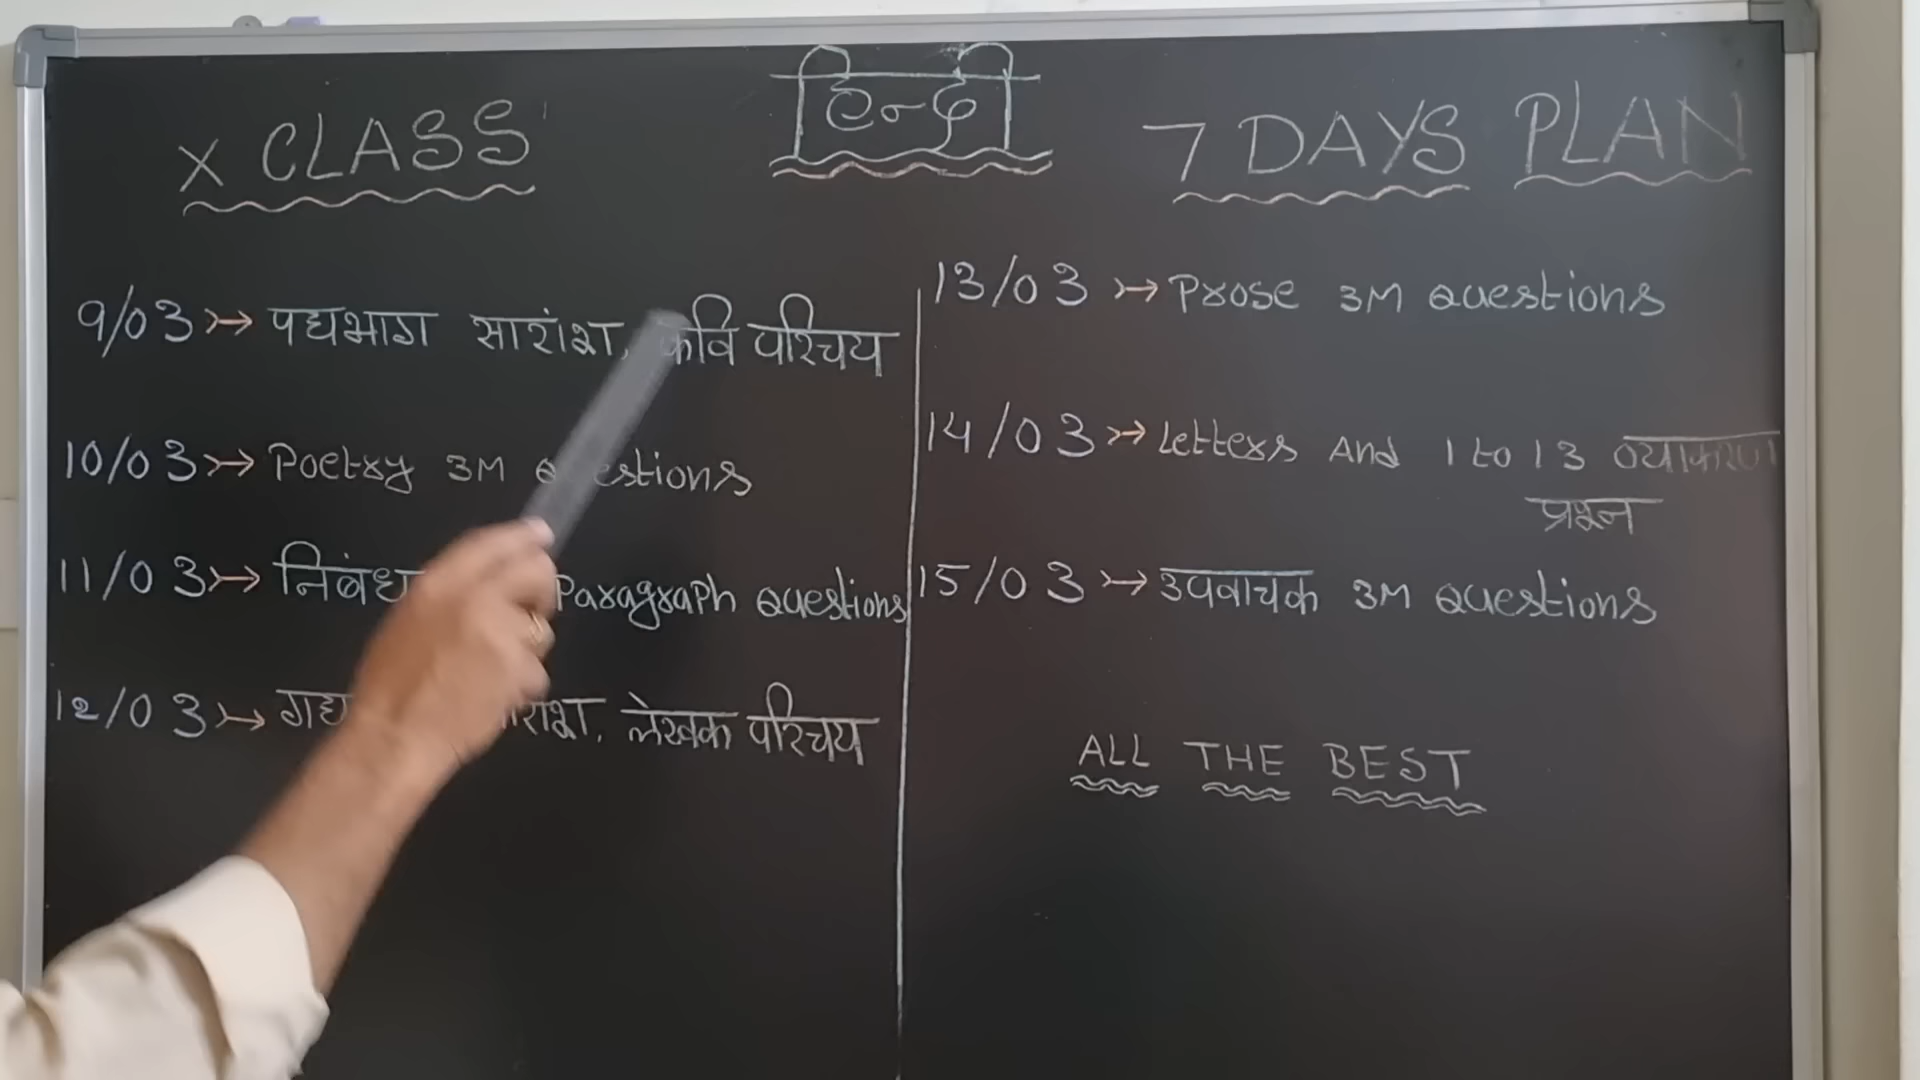 X CLASS
हिन्दी
7 DAYS PLAN
9/03 → पद्यभाग सारांश, कवि परिचय
10/03 → Poetry 3M questions
11/03 → निबंध Paragraph questions
12/03 → गद्य सारांश, लेखक परिचय
13/03 → Prose 3M questions
14/03 → Letters And 1 to 13 व्याकरण
प्रश्न
15/03 → उपवाचक 3M questions
ALL THE BEST